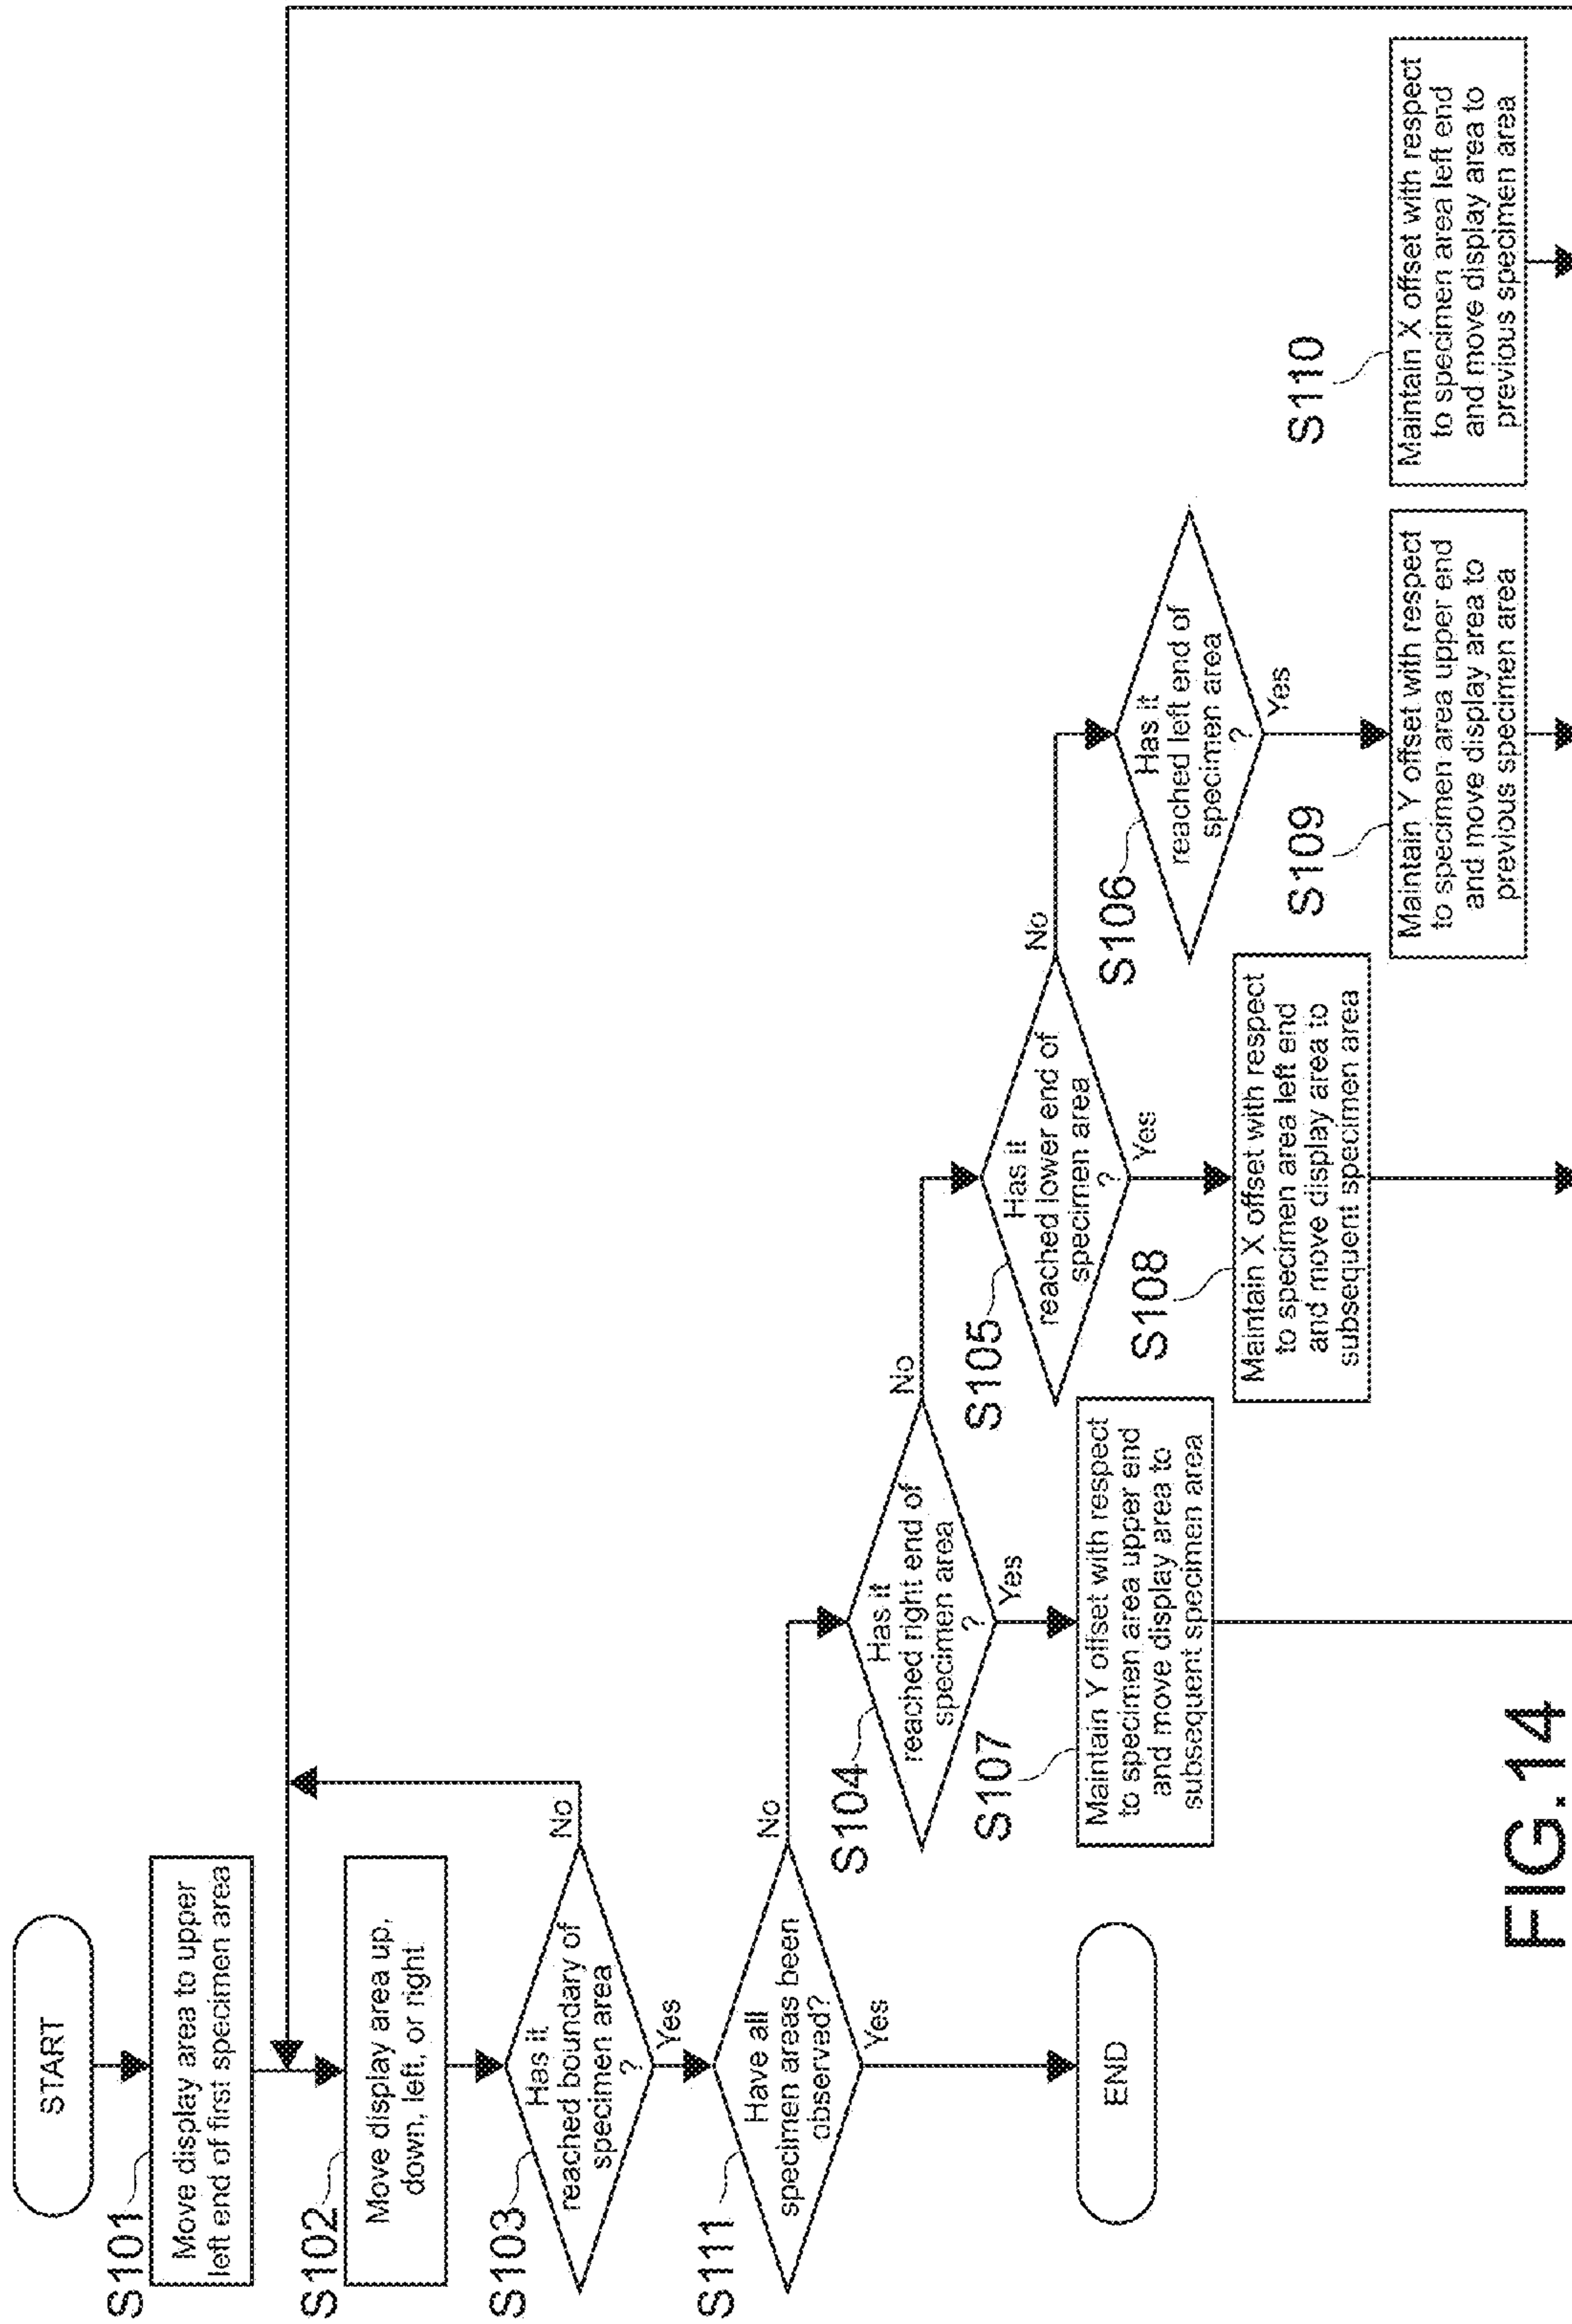 START
S101
Move display area to upper
left end of first specimen area
S102
Move display area up,
down, left, or right
S103
Has it
reached boundary of
specimen area
?
No
Yes
S111
Have all
specimen areas been
observed?
No
Yes
END
S104
Has it
reached right end of
specimen area
?
No
Yes
S107
Maintain Y offset with respect
to specimen area upper end
and move display area to
subsequent specimen area
S105
Has it
reached lower end of
specimen area
?
No
Yes
S108
Maintain X offset with respect
to specimen area left end
and move display area to
subsequent specimen area
S106
Has it
reached left end of
specimen area
?
Yes
S109
Maintain Y offset with respect
to specimen area upper end
and move display area to
previous specimen area
S110
Maintain X offset with respect
to specimen area left end
and move display area to
previous specimen area
FIG.14